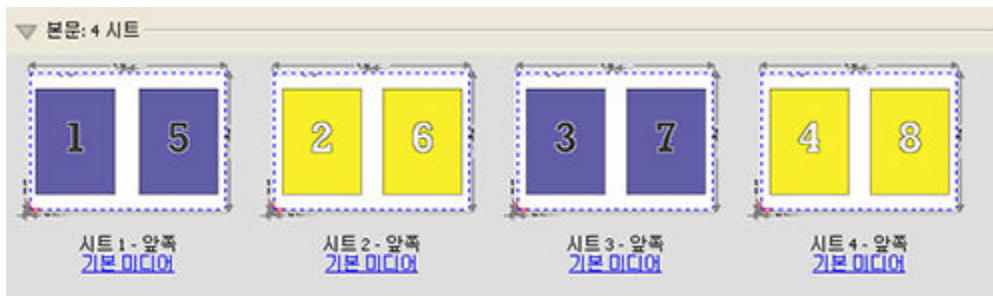 본문: 4 시트
1 5
2 6
3 7
4 8
시트 1 - 앞쪽
기본 미디어
시트 2 - 앞쪽
기본 미디어
시트 3 - 앞쪽
기본 미디어
시트 4 - 앞쪽
기본 미디어